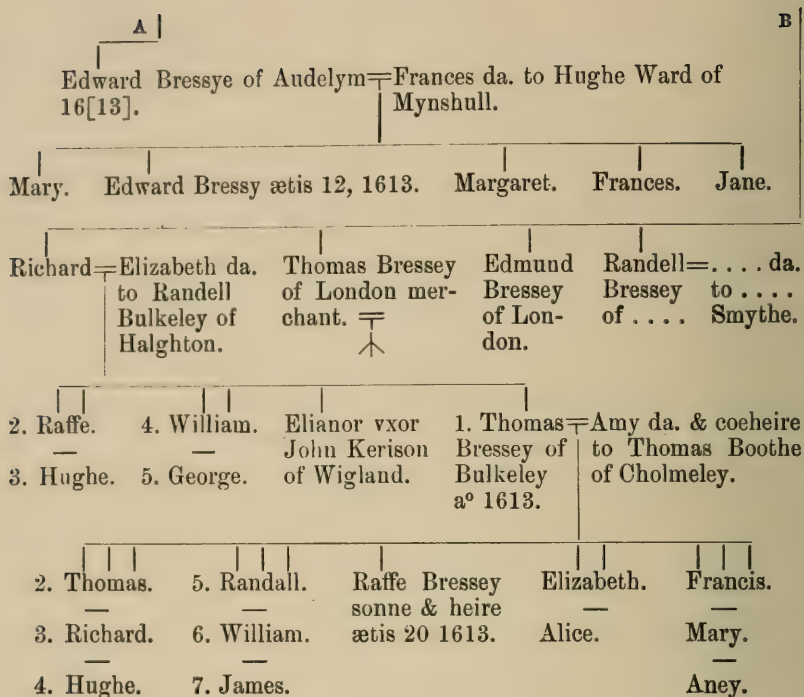 A B
Edward Bressye of Audelym Frances da. to Hughe Ward of
16[13]. Mynshull.
Mary. Edward Bressy ætis 12, 1613. Margaret. Frances. Jane.
Richard Elizabeth da. Thomas Bressey Edmund Randell=.... da.
to Randell of London mer- Bressey Bressey to ....
Bulkeley of chant. of Lon- of .... Smythe.
Halghton. don.
2. Raffe. 4. William. Elianor vxor 1. Thomas Amy da. & coeheire
— — John Kerison Bressey of to Thomas Boothe
3. Hughe. 5. George. of Wigland. Bulkeley of Cholmeley.
aº 1613.
2. Thomas. 5. Randall. Raffe Bressey Elizabeth. Francis.
— — sonne & heire — —
3. Richard. 6. William. ætis 20 1613. Alice. Mary.
— — —
4. Hughe. 7. James. Aney.